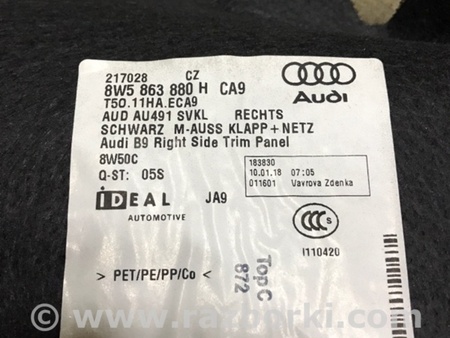 217028 CZ
8W5 863 880 H CA9
T50.11HA.ECA9
AUD AU491 SVKL RECHTS
SCHWARZ M-AUSS KLAPP+NETZ
Audi B9 Right Side Trim Panel
8W50C
Q-ST: 05S
Audi
183830
10.01.18 07:05
011601 Vavrova Zdenka
iDEAL JA9
AUTOMOTIVE
CCC S
I110420
> PET/PE/PP/Co <
TopC
872
© www.razborki.com